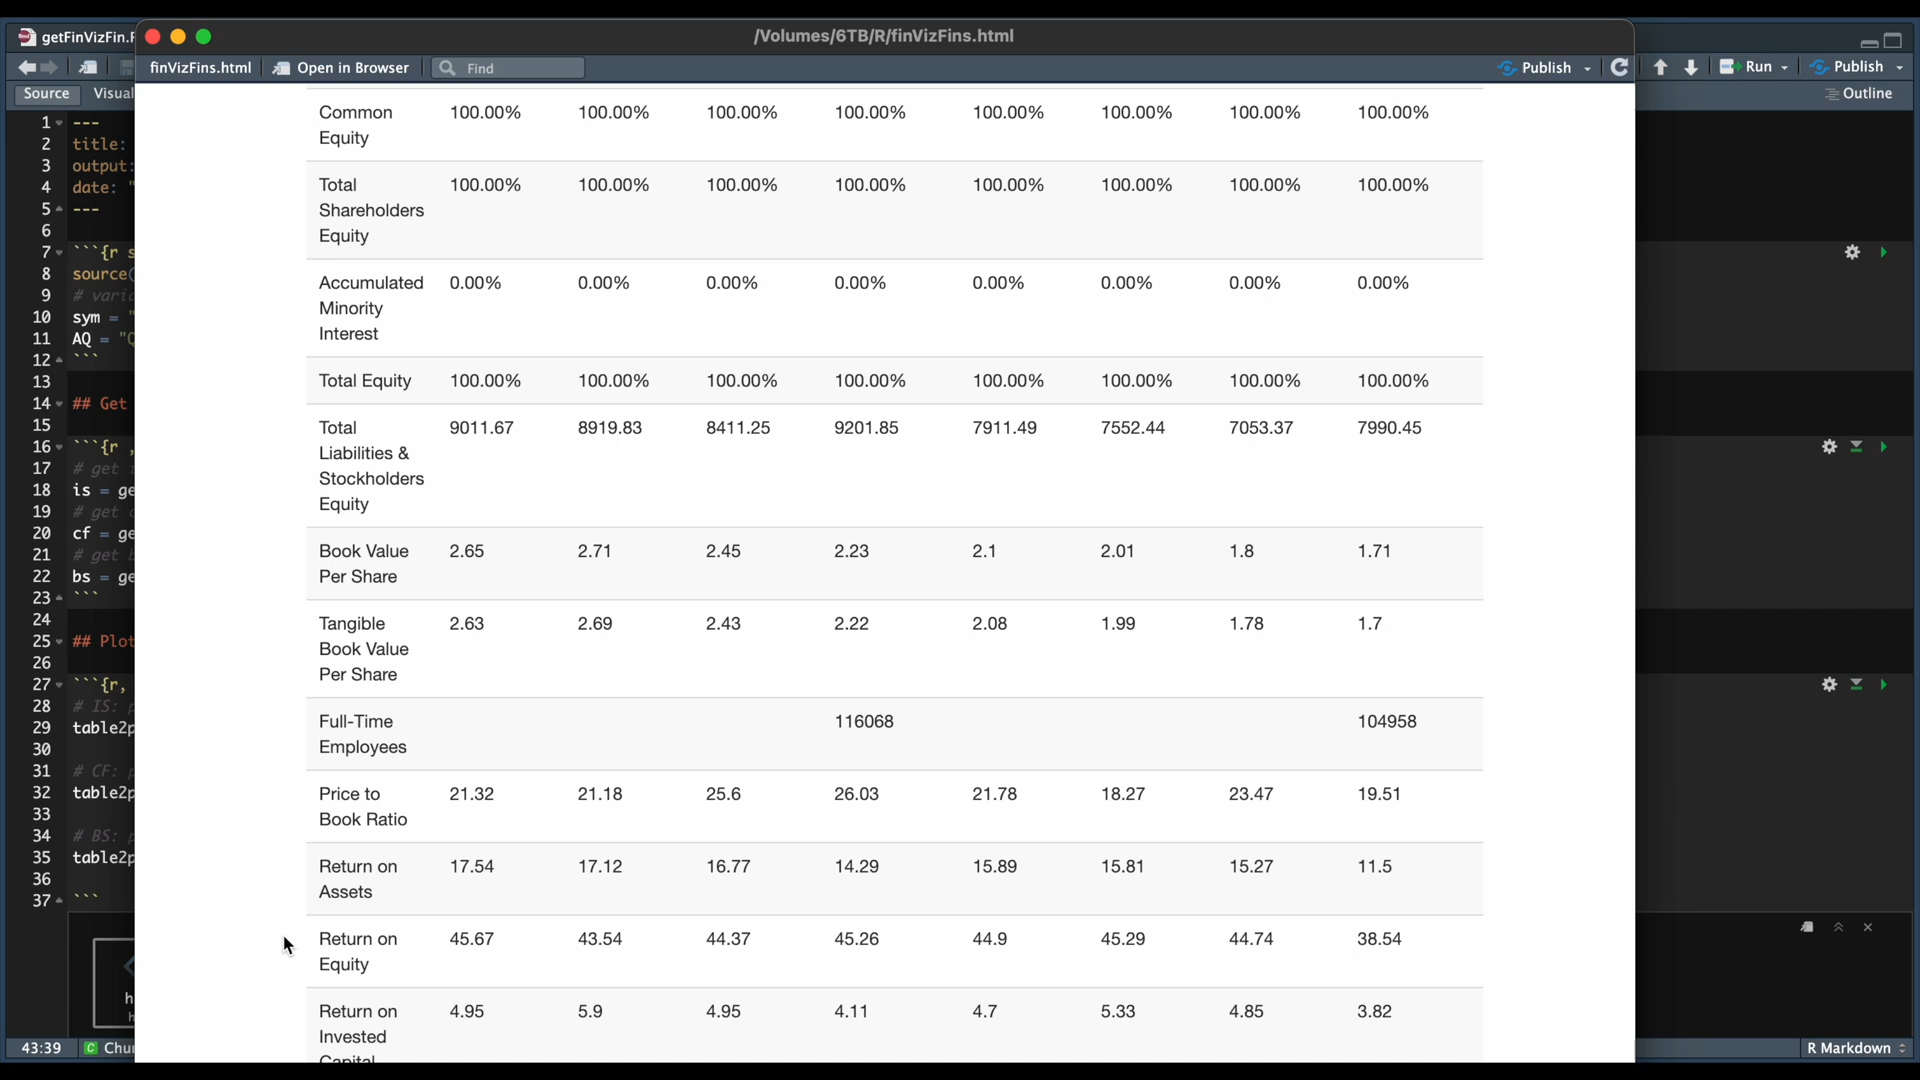 getFinVizFin.R
/Volumes/6TB/R/finVizFins.html
finVizFins.html
Open in Browser
Find
Publish
Run
Publish
Source
Visual
Outline
1 ---
2 title:
3 output:
4 date: "
5 ---
6
7 ```{r s
8 source(
9 # varia
10 sym = "
11 AQ = "Q
12 ```
13
14 ## Get
15
16 ```{r ,
17 # get i
18 is = ge
19 # get c
20 cf = ge
21 # get b
22 bs = ge
23 ```
24
25 ## Plot
26
27 ```{r,
28 # IS: p
29 table2p
30
31 # CF: p
32 table2p
33
34 # BS: p
35 table2p
36
37 ```
Common 100.00% 100.00% 100.00% 100.00% 100.00% 100.00% 100.00% 100.00%
Equity
Total 100.00% 100.00% 100.00% 100.00% 100.00% 100.00% 100.00% 100.00%
Shareholders
Equity
Accumulated 0.00% 0.00% 0.00% 0.00% 0.00% 0.00% 0.00% 0.00%
Minority
Interest
Total Equity 100.00% 100.00% 100.00% 100.00% 100.00% 100.00% 100.00% 100.00%
Total 9011.67 8919.83 8411.25 9201.85 7911.49 7552.44 7053.37 7990.45
Liabilities &
Stockholders
Equity
Book Value 2.65 2.71 2.45 2.23 2.1 2.01 1.8 1.71
Per Share
Tangible 2.63 2.69 2.43 2.22 2.08 1.99 1.78 1.7
Book Value
Per Share
Full-Time 116068 104958
Employees
Price to 21.32 21.18 25.6 26.03 21.78 18.27 23.47 19.51
Book Ratio
Return on 17.54 17.12 16.77 14.29 15.89 15.81 15.27 11.5
Assets
Return on 45.67 43.54 44.37 45.26 44.9 45.29 44.74 38.54
Equity
Return on 4.95 5.9 4.95 4.11 4.7 5.33 4.85 3.82
Invested
Capital
h
h
43:39
C Chu
R Markdown